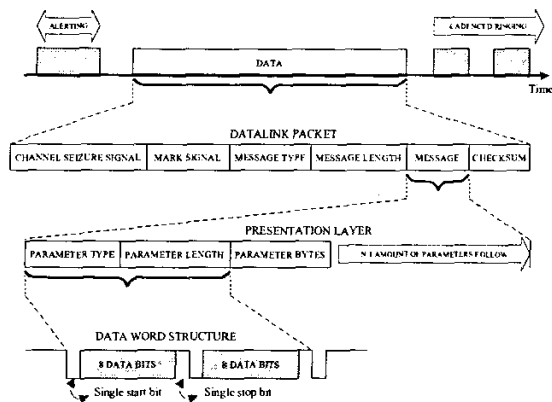 ALERTING
CADENCED RINGING
DATA
Time
DATALINK PACKET
CHANNEL SEIZURE SIGNAL MARK SIGNAL MESSAGE TYPE MESSAGE LENGTH MESSAGE CHECKSUM
PRESENTATION LAYER
PARAMETER TYPE PARAMETER LENGTH PARAMETER BYTES AMOUNT OF PARAMETERS FOLLOW
DATA WORD STRUCTURE
8 DATA BITS 8 DATA BITS
Single start bit Single stop bit